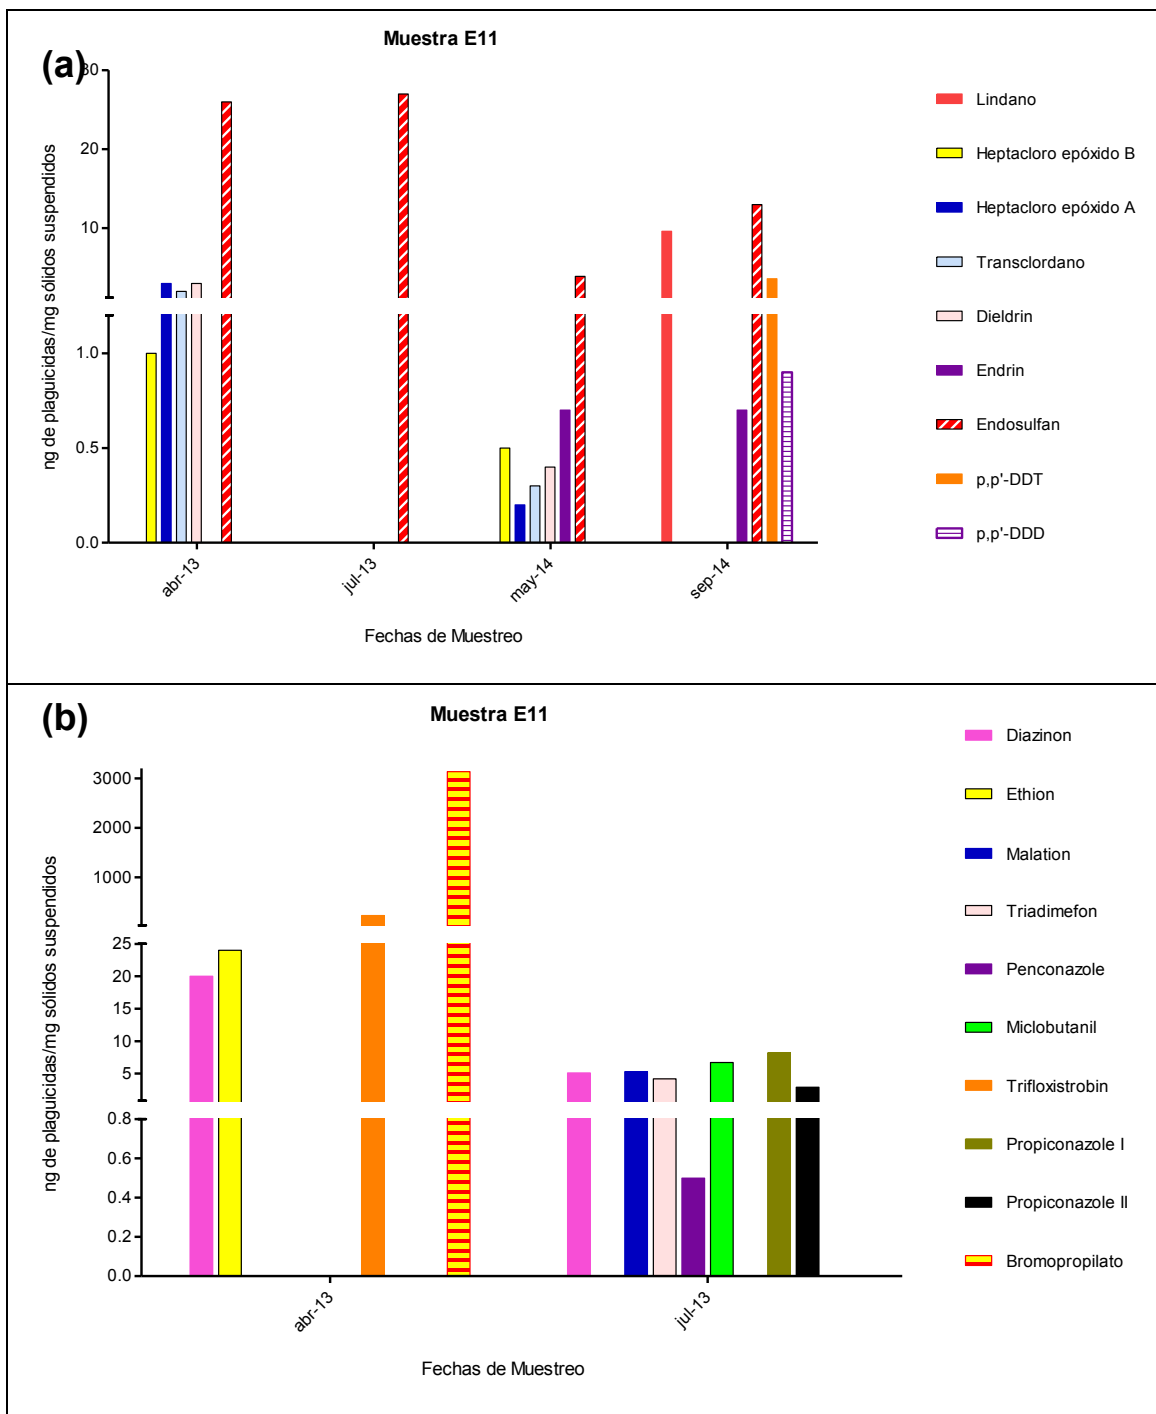 (a)
Muestra E11
ng de plaguicidas/mg sólidos suspendidos
30
20
10
1.0
0.5
0.0
abr-13
jul-13
may-14
sep-14
Fechas de Muestreo
Lindano
Heptacloro epóxido B
Heptacloro epóxido A
Transclordano
Dieldrin
Endrin
Endosulfan
p,p'-DDT
p,p'-DDD
(b)
Muestra E11
ng de plaguicidas/mg sólidos suspendidos
3000
2000
1000
25
20
15
10
5
0.8
0.6
0.4
0.2
0.0
abr-13
jul-13
Fechas de Muestreo
Diazinon
Ethion
Malation
Triadimefon
Penconazole
Miclobutanil
Trifloxistrobin
Propiconazole I
Propiconazole II
Bromopropilato